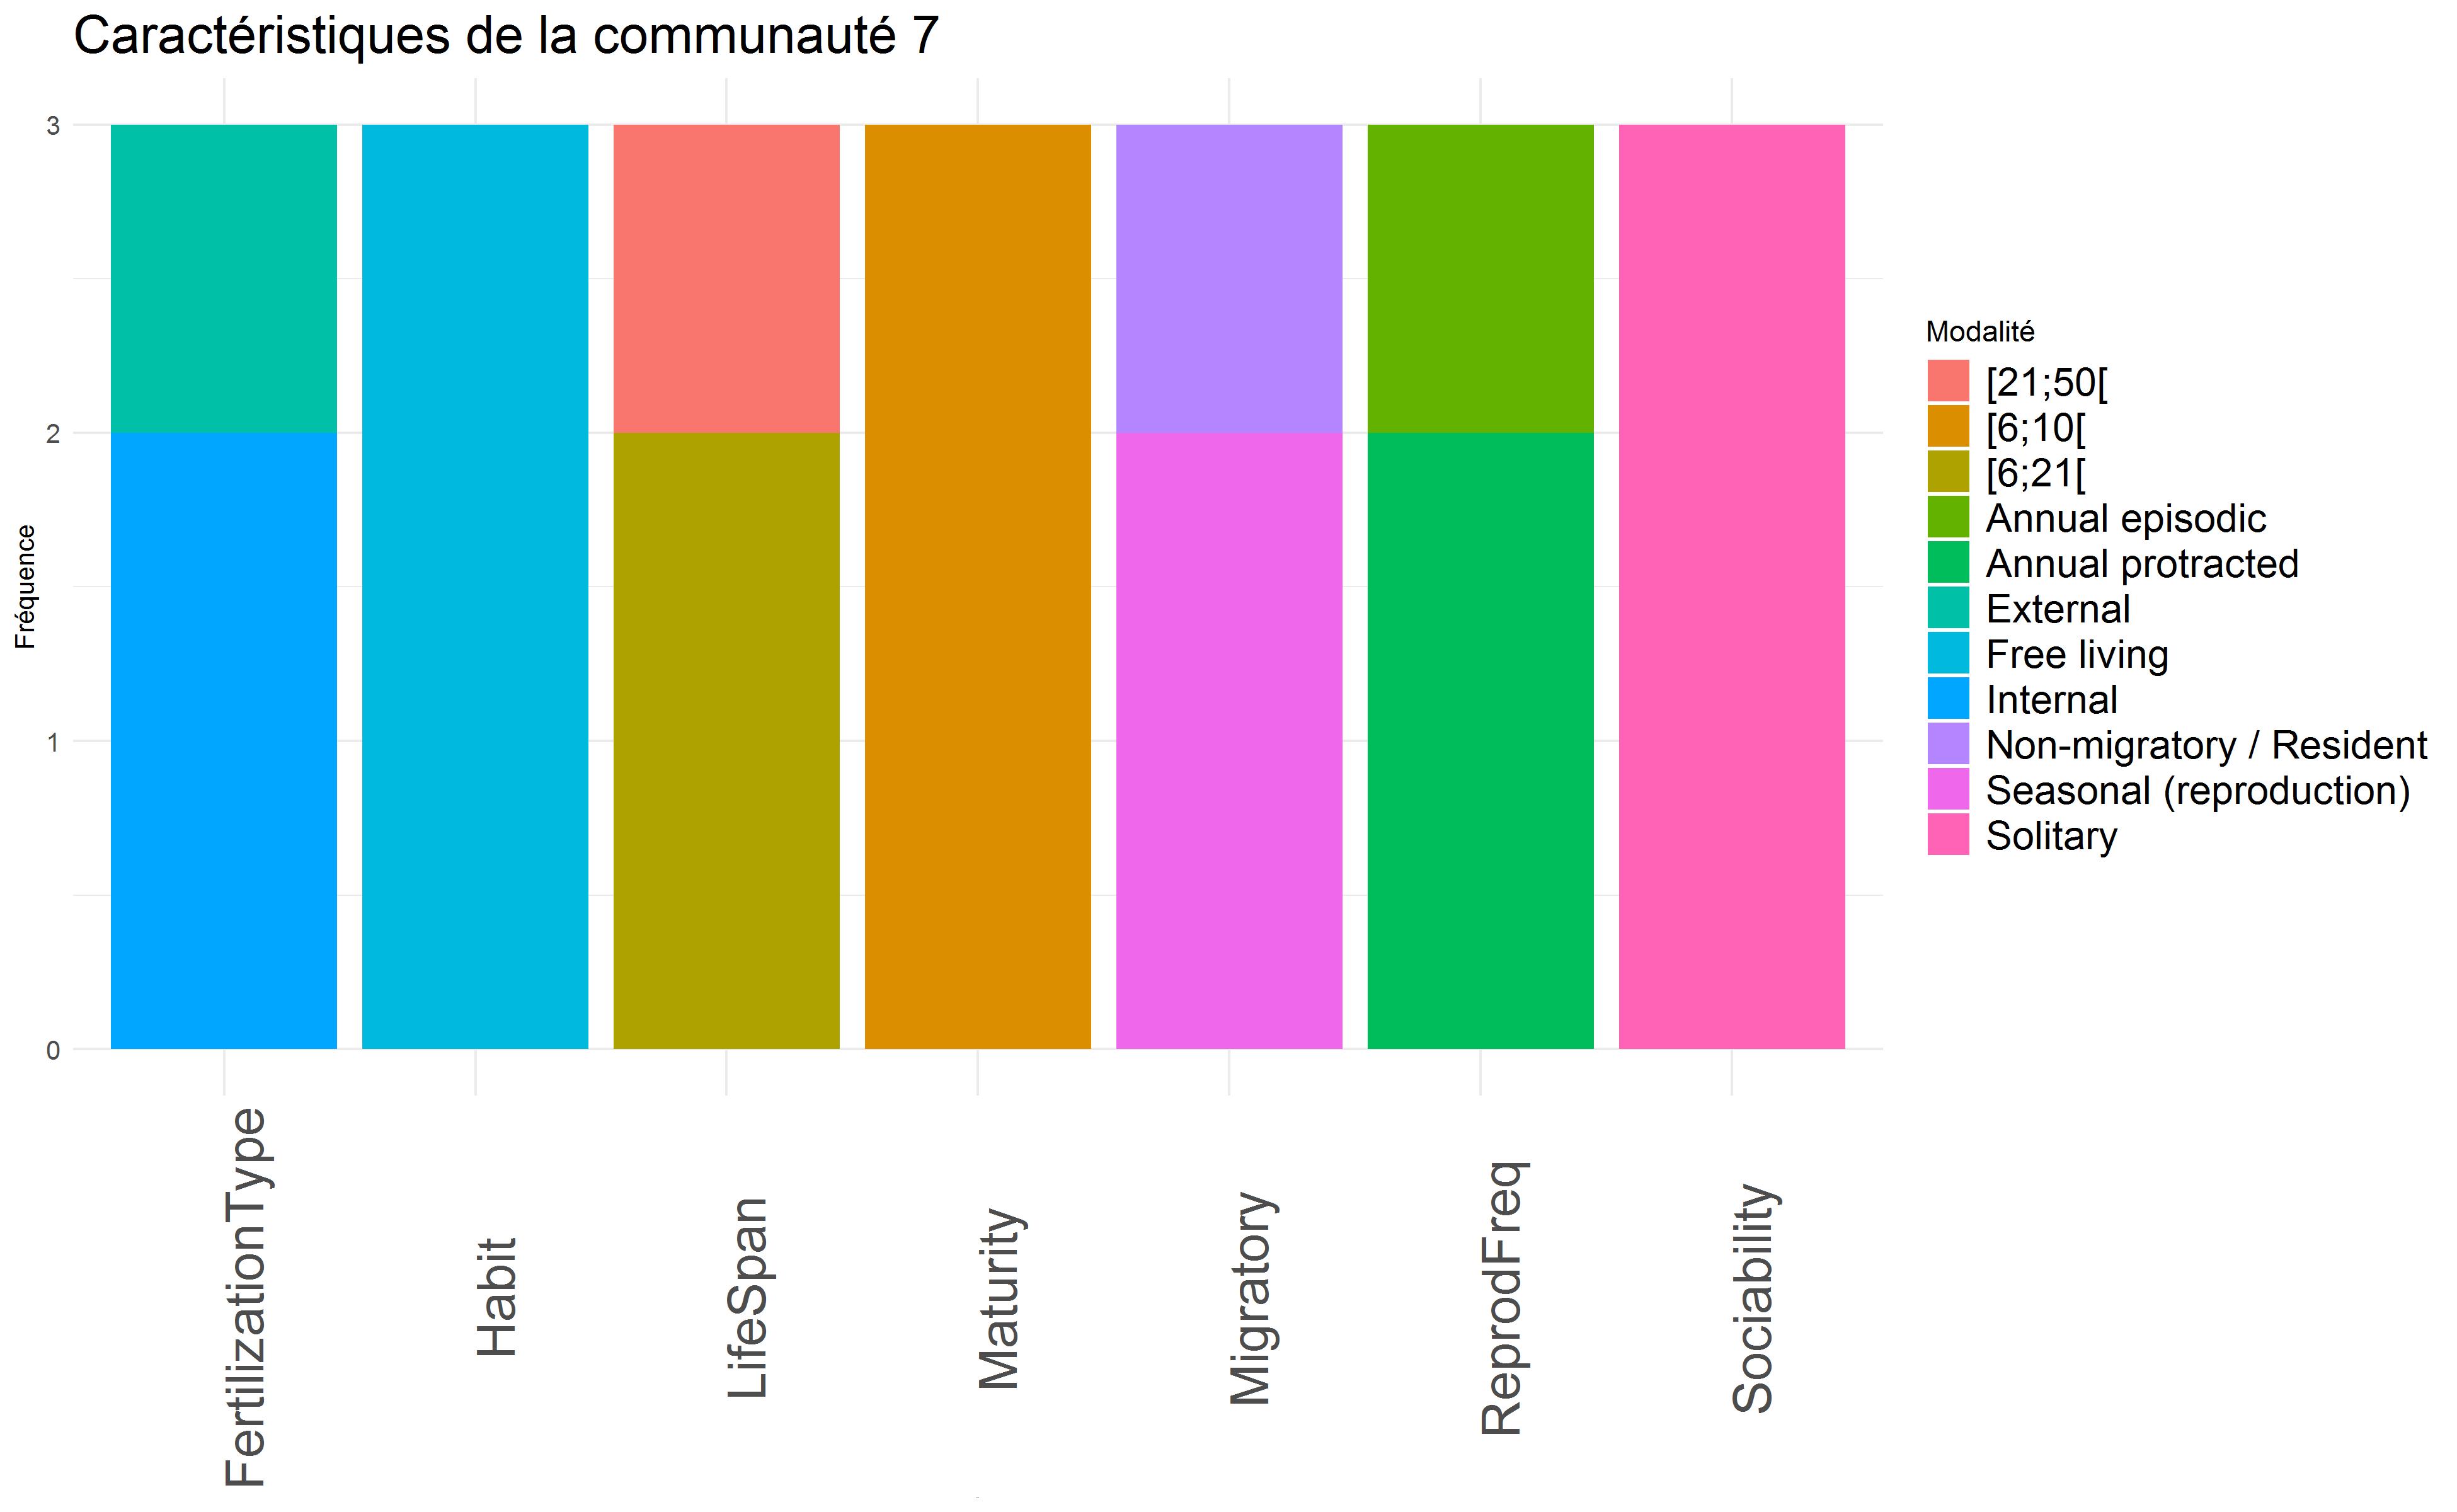 Caractéristiques de la communauté 7
Fréquence
3
2
1
0
FertilizationType
Habit
LifeSpan
Maturity
Migratory
ReprodFreq
Sociability
Modalité
[21;50[
[6;10[
[6;21[
Annual episodic
Annual protracted
External
Free living
Internal
Non-migratory / Resident
Seasonal (reproduction)
Solitary